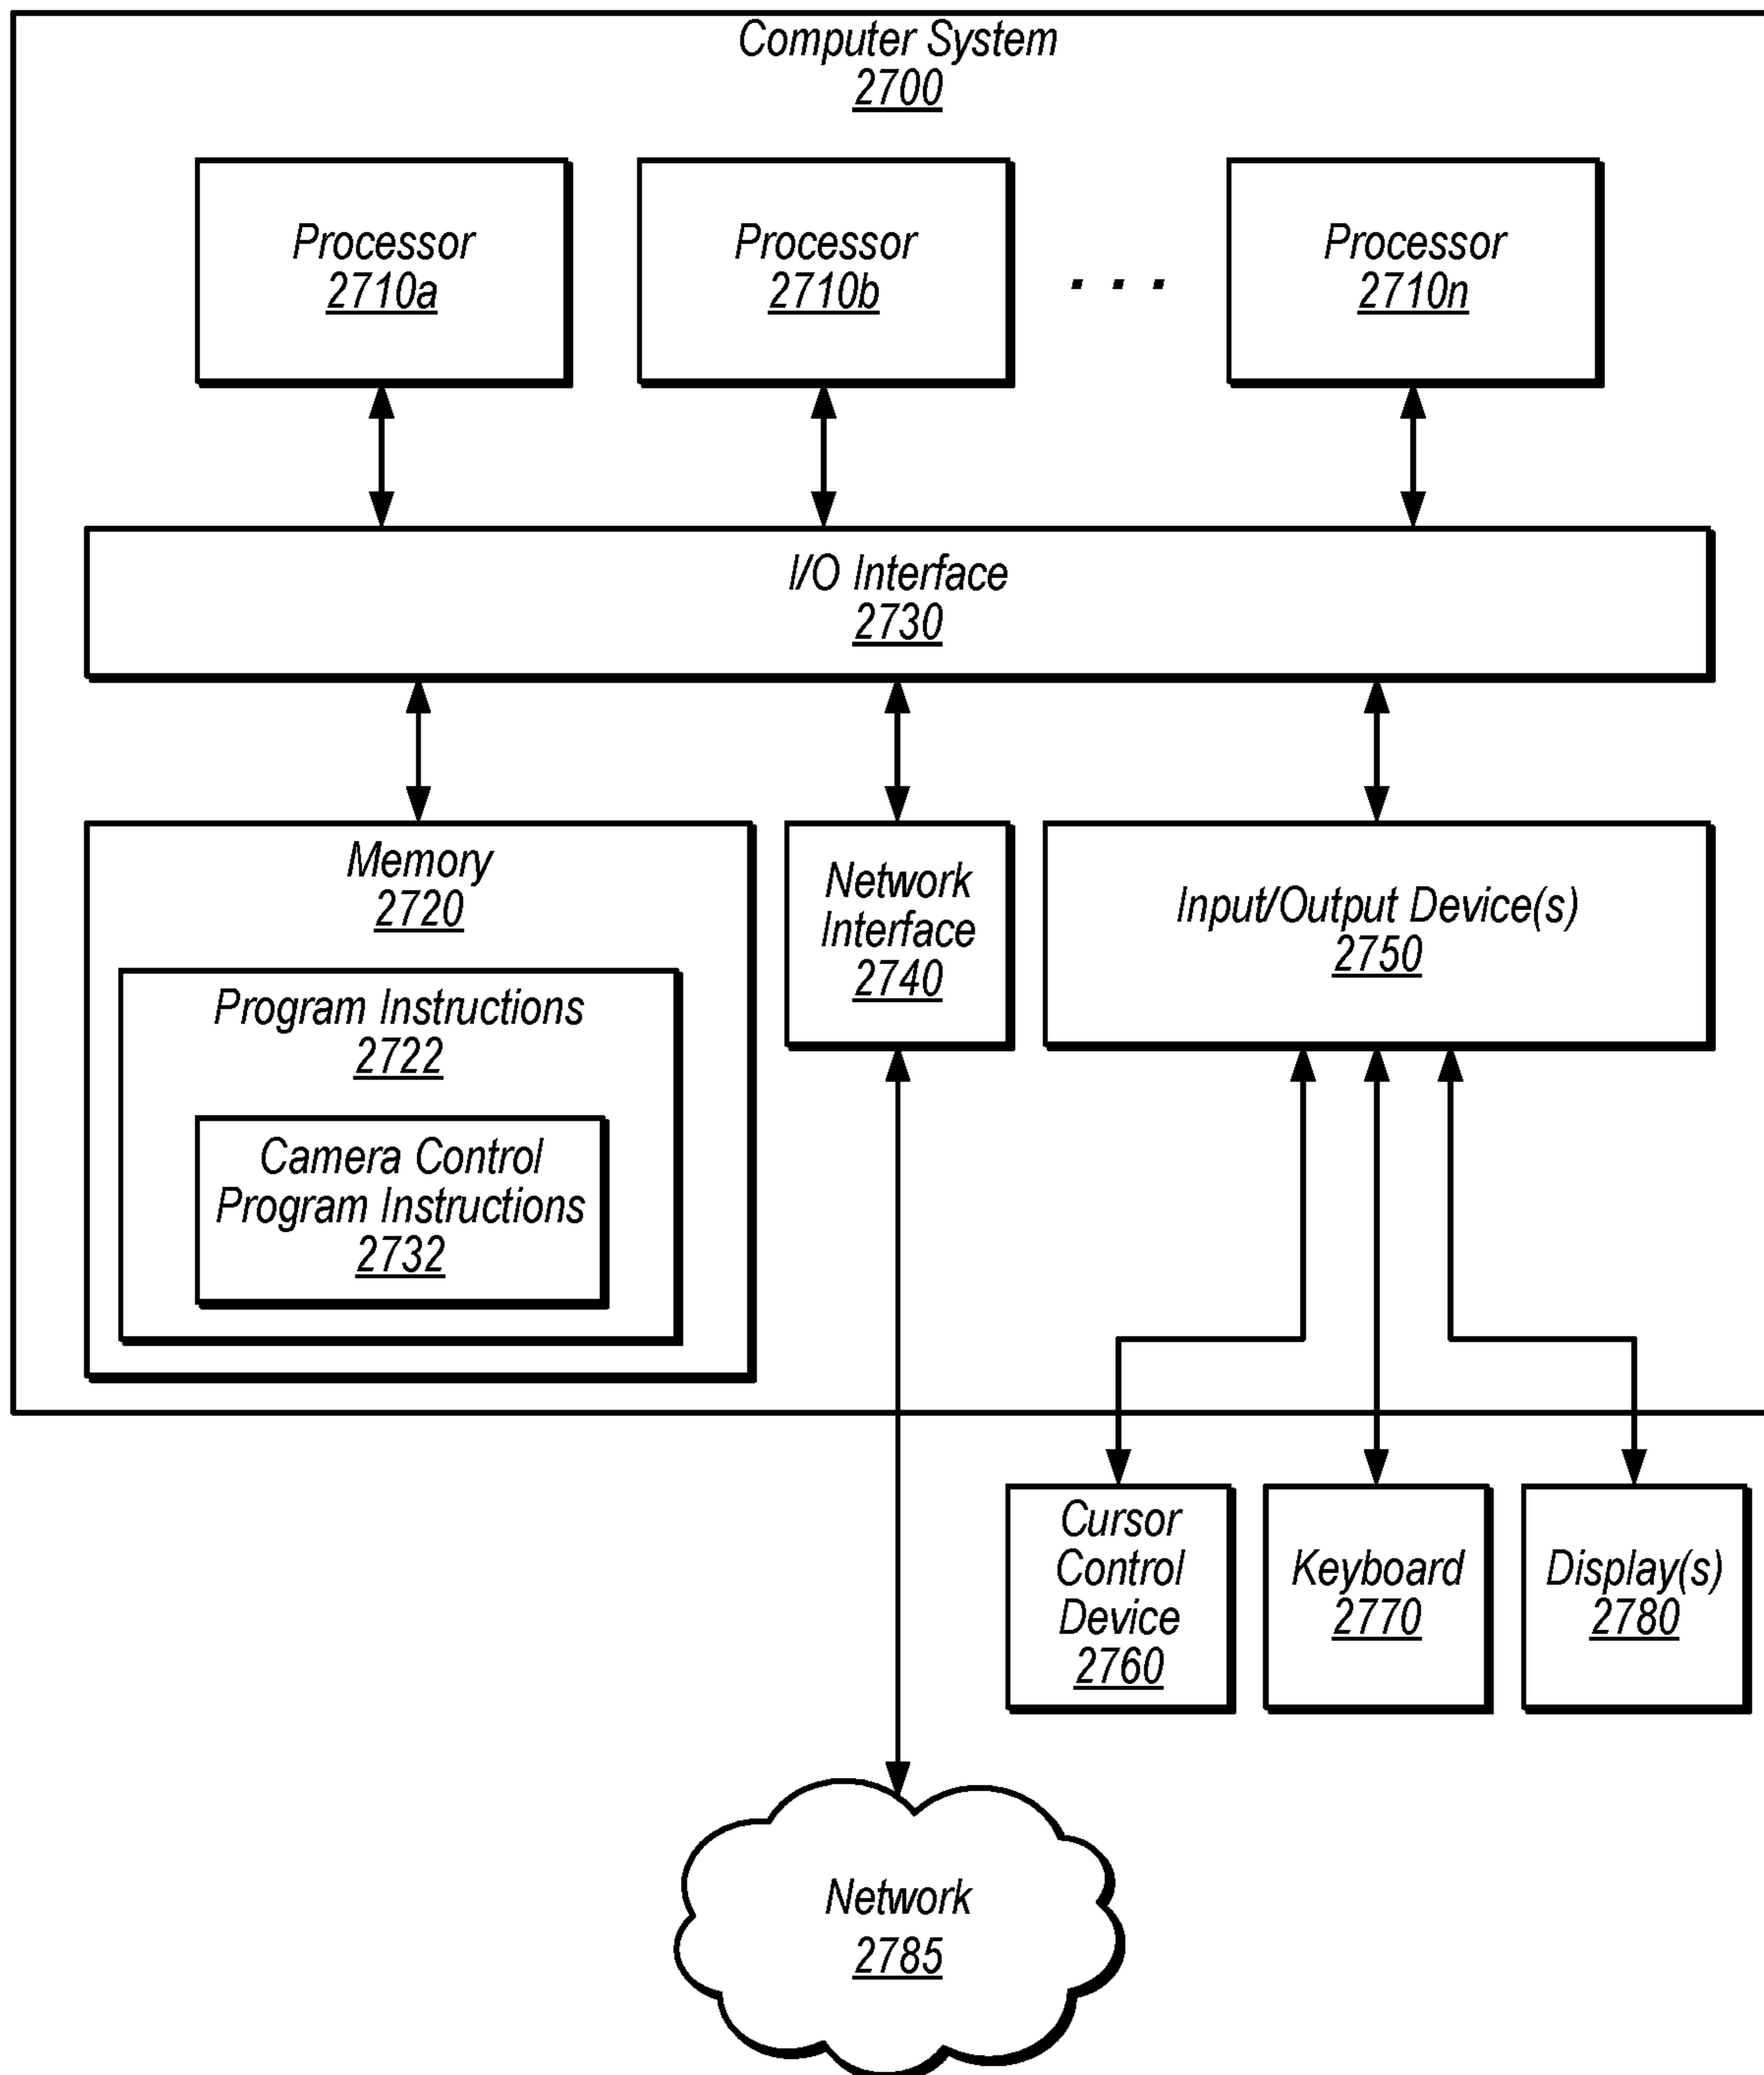 Computer System
2700
Processor
2710a
Processor
2710b
. . .
Processor
2710n
I/O Interface
2730
Memory
2720
Program Instructions
2722
Camera Control
Program Instructions
2732
Network
Interface
2740
Input/Output Device(s)
2750
Cursor
Control
Device
2760
Keyboard
2770
Display(s)
2780
Network
2785